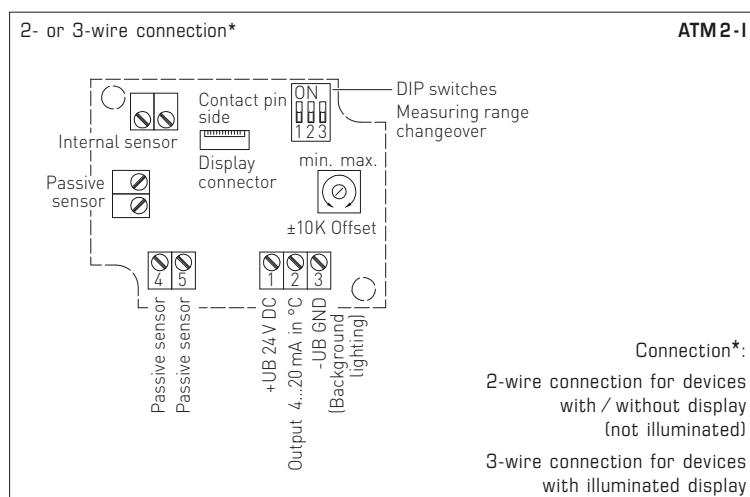 2- or 3-wire connection*
ATM 2 - I
ON
1 2 3
DIP switches
Measuring range
changeover
Contact pin
side
Internal sensor
Display
connector
min. max.
Passive
sensor
±10K Offset
4 5
1 2 3
Passive sensor
Passive sensor
+UB 24 V DC
Output 4...20 mA in °C
-UB GND
(Background
lighting)
Connection*:
2-wire connection for devices
with / without display
(not illuminated)
3-wire connection for devices
with illuminated display